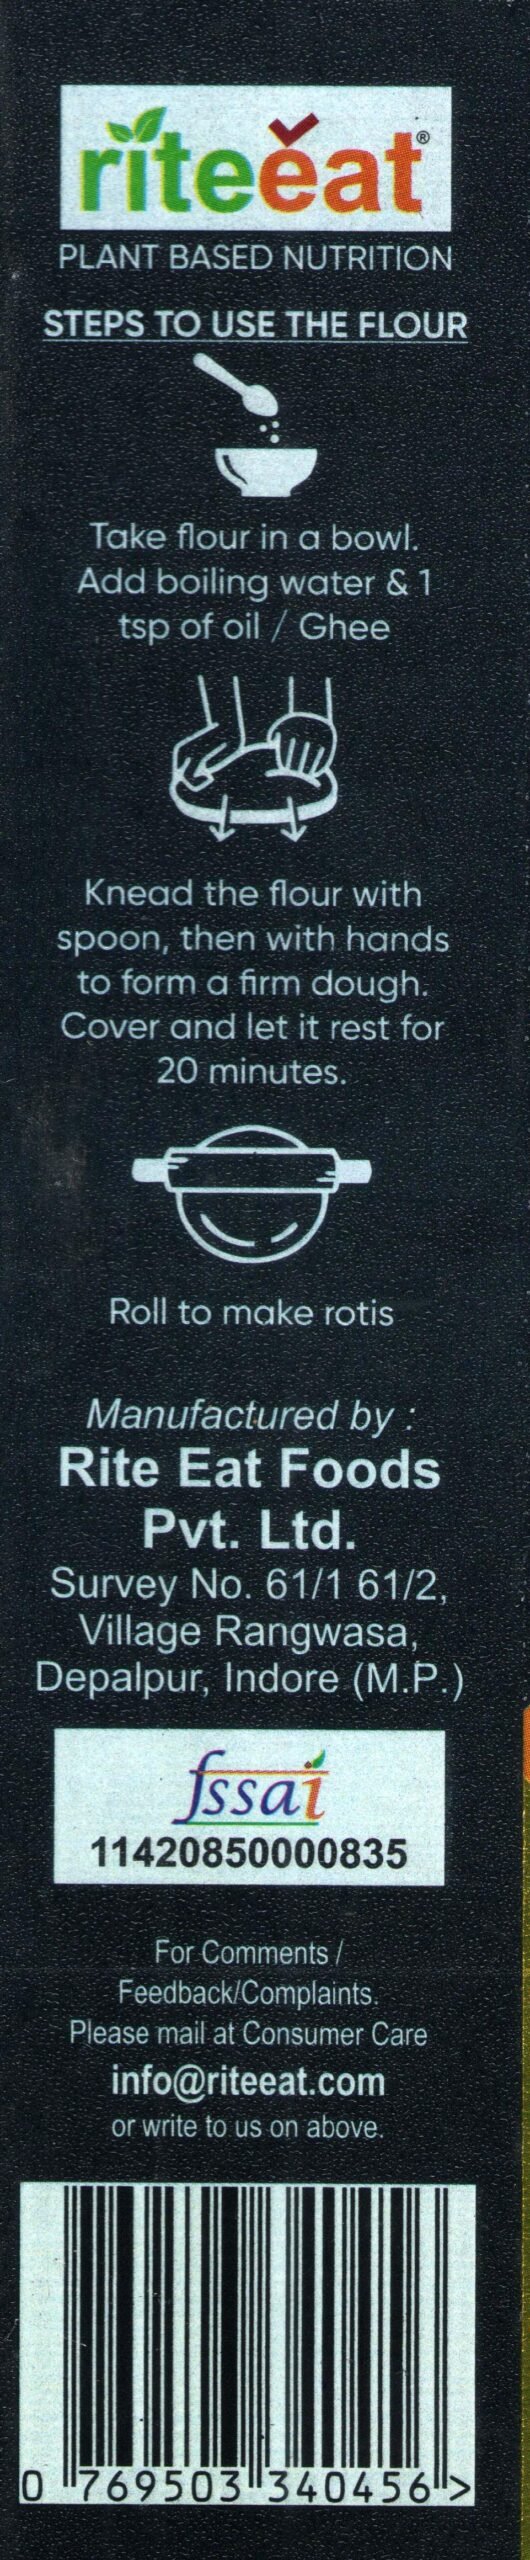 riteeat®
PLANT BASED NUTRITION
STEPS TO USE THE FLOUR
Take flour in a bowl.
Add boiling water & 1
tsp of oil / Ghee
Knead the flour with
spoon, then with hands
to form a firm dough.
Cover and let it rest for
20 minutes.
Roll to make rotis
Manufactured by :
Rite Eat Foods
Pvt. Ltd.
Survey No. 61/1 61/2,
Village Rangwasa,
Depalpur, Indore (M.P.)
fssai
11420850000835
For Comments /
Feedback/Complaints.
Please mail at Consumer Care
info@riteeat.com
or write to us on above.
0 769503 340456 >